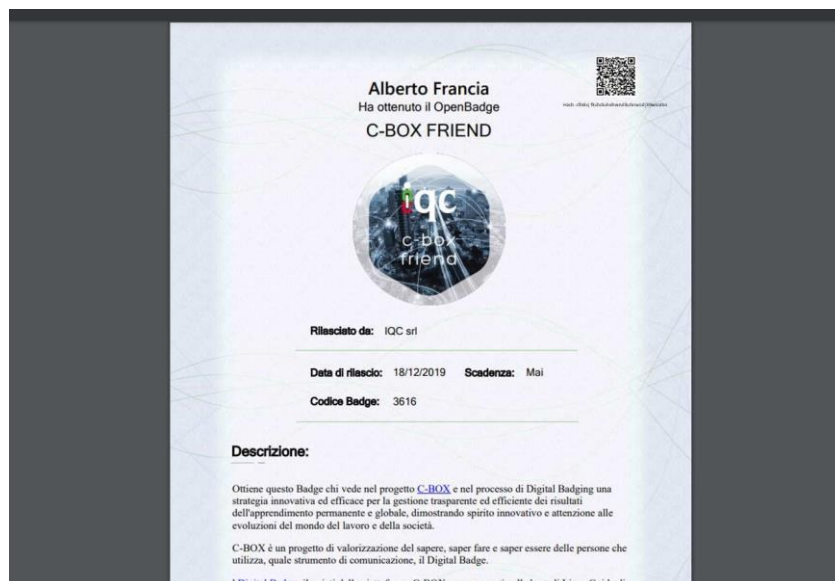 Alberto Francia
Ha ottenuto il OpenBadge
C-BOX FRIEND
iqc
c-box
friend
Rilasciato da: IQC srl
Data di rilascio: 18/12/2019 Scadenza: Mai
Codice Badge: 3616
Descrizione:
Ottiene questo Badge chi vede nel progetto C-BOX e nel processo di Digital Badging una
strategia innovativa ed efficace per la gestione trasparente ed efficiente dei risultati
dell'apprendimento permanente e globale, dimostrando spirito innovativo e attenzione alle
evoluzioni del mondo del lavoro e della società.
C-BOX è un progetto di valorizzazione del sapere, saper fare e saper essere delle persone che
utilizza, quale strumento di comunicazione, il Digital Badge.